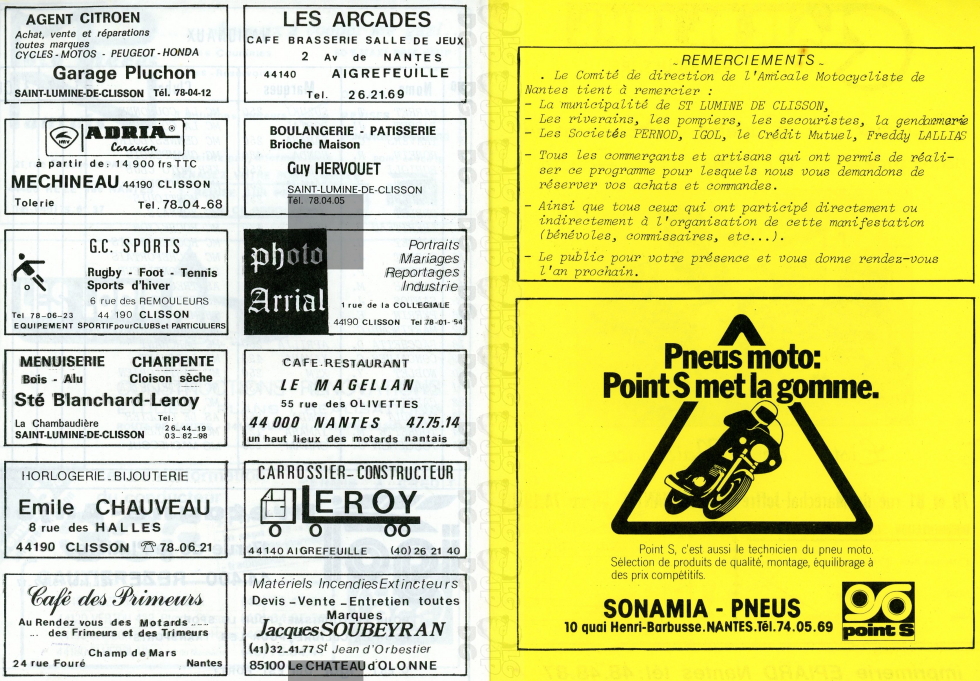 AGENT CITROEN
Achat, vente et réparations
toutes marques
CYCLES - MOTOS - PEUGEOT - HONDA
Garage Pluchon
SAINT-LUMINE-DE-CLISSON Tél. 78-04-12
ADRIA ®
Caravan
à partir de: 14 900 frs TTC
MECHINEAU 44190 CLISSON
Tolerie Tel. 78-04-68
G.C. SPORTS
Rugby - Foot - Tennis
Sports d'hiver
6 rue des REMOULEURS
Tel 78-06-23 44 190 CLISSON
EQUIPEMENT SPORTIF pour CLUBS et PARTICULIERS
MENUISERIE CHARPENTE
Bois - Alu Cloison sèche
Sté Blanchard-Leroy
La Chambaudière
SAINT-LUMINE-DE-CLISSON
Tel:
26-44-19
03-82-98
HORLOGERIE-BIJOUTERIE
Emile CHAUVEAU
8 rue des HALLES
44190 CLISSON ☎ 78.06.21
Café des Primeurs
Au Rendez vous des Motards .....
... des Frimeurs et des Trimeurs
Champ de Mars
24 rue Fouré Nantes
LES ARCADES
CAFE BRASSERIE SALLE DE JEUX
2 Av de NANTES
44140 AIGREFEUILLE
Tel. 26.21.69
BOULANGERIE - PATISSERIE
Brioche Maison
Guy HERVOUET
SAINT-LUMINE-DE-CLISSON
Tél. 78.04.05
photo
Arrial
Portraits
Mariages
Reportages
Industrie
1 rue de la COLLEGIALE
44190 CLISSON Tel 78-01-54
CAFE-RESTAURANT
LE MAGELLAN
55 rue des OLIVETTES
44 000 NANTES 47.75.14
un haut lieux des motards nantais
CARROSSIER-CONSTRUCTEUR
LEROY
44140 AIGREFEUILLE (40) 26 21 40
Matériels Incendies Extincteurs
Devis - Vente - Entretien toutes
Marques
Jacques SOUBEYRAN
(41) 32.41.77 St Jean d'Orbestier
85100 Le CHATEAU d'OLONNE
- REMERCIEMENTS -
. Le Comité de direction de l'Amicale Motocycliste de
Nantes tient à remercier :
- La municipalité de ST LUMINE DE CLISSON,
- Les riverains, les pompiers, les secouristes, la gendarmerie
- Les Societés PERNOD, IGOL, le Crédit Mutuel, Freddy LALLIAS
- Tous les commerçants et artisans qui ont permis de réali-
ser ce programme pour lesquels nous vous demandons de
réserver vos achats et commandes.
- Ainsi que tous ceux qui ont participé directement ou
indirectement à l'organisation de cette manifestation
(bénévoles, commissaires, etc...).
- Le public pour votre présence et vous donne rendez-vous
l'an prochain.
Pneus moto:
Point S met la gomme.
Point S, c'est aussi le technicien du pneu moto.
Sélection de produits de qualité, montage, équilibrage à
des prix compétitifs.
SONAMIA - PNEUS
10 quai Henri-Barbusse. NANTES. Tél. 74.05.69
point S